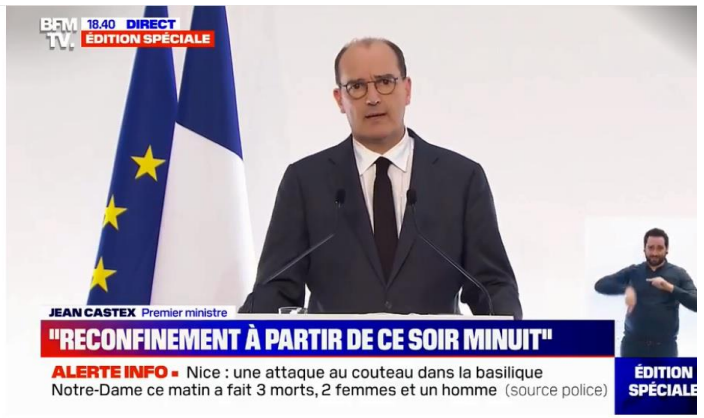 BFM 18.40 DIRECT
TV. ÉDITION SPÉCIALE
JEAN CASTEX Premier ministre
"RECONFINEMENT À PARTIR DE CE SOIR MINUIT"
ALERTE INFO Nice : une attaque au couteau dans la basilique
Notre-Dame ce matin a fait 3 morts, 2 femmes et un homme (source police)
ÉDITION
SPÉCIALE